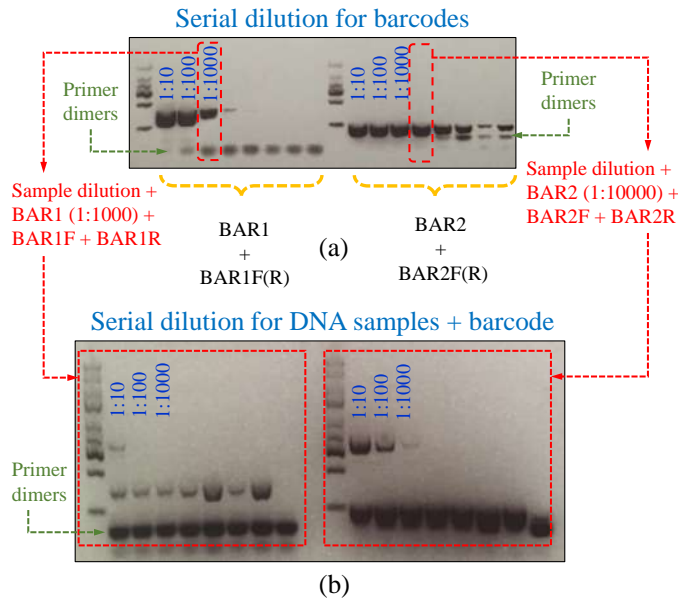 Serial dilution for barcodes
1:10
1:100
1:1000
1:10
1:100
1:1000
Primer
dimers
Primer
dimers
Sample dilution +
BAR1 (1:1000) +
BAR1F + BAR1R
Sample dilution +
BAR2 (1:10000) +
BAR2F + BAR2R
BAR1
+
BAR1F(R)
(a)
BAR2
+
BAR2F(R)
Serial dilution for DNA samples + barcode
1:10
1:100
1:1000
1:10
1:100
1:1000
Primer
dimers
(b)